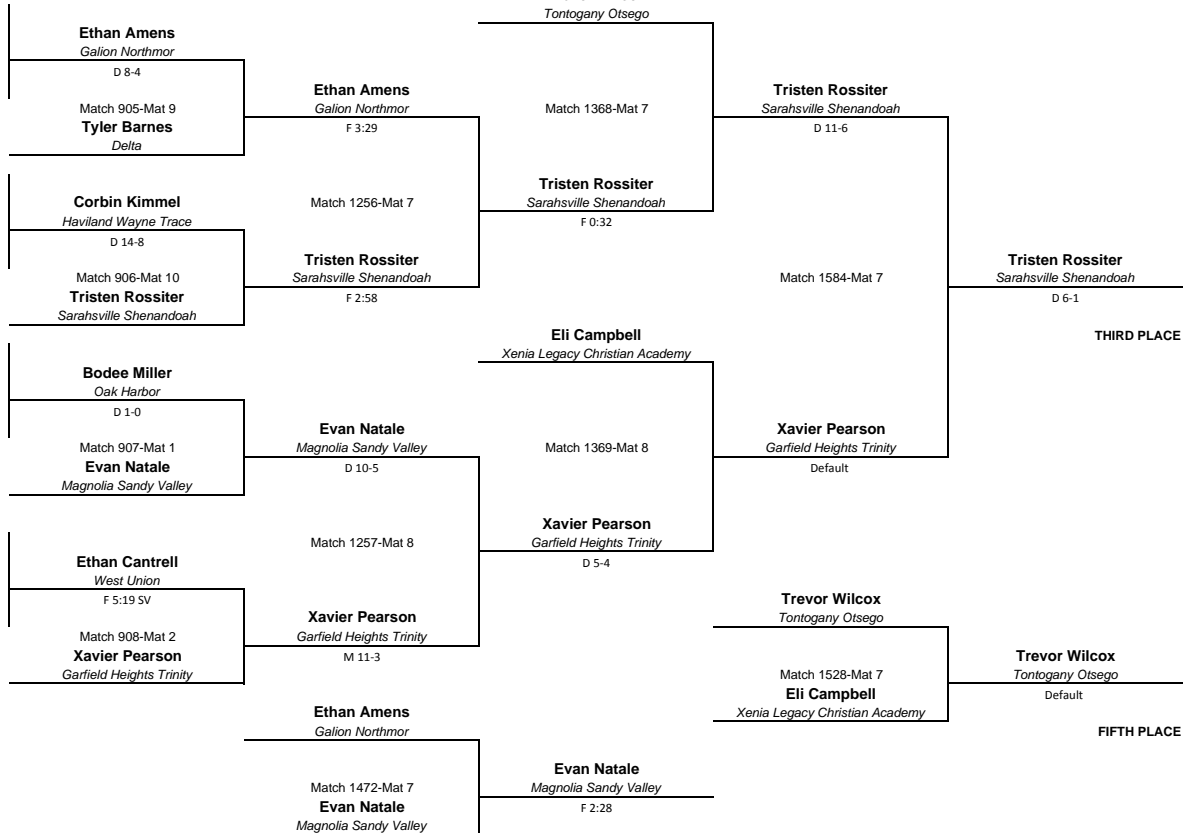 Tontogany Otsego
Ethan Amens
Galion Northmor
D 8-4
Match 905-Mat 9
Tyler Barnes
Delta
Ethan Amens
Galion Northmor
F 3:29
Match 1368-Mat 7
Tristen Rossiter
Sarahsville Shenandoah
D 11-6
Corbin Kimmel
Haviland Wayne Trace
D 14-8
Match 906-Mat 10
Tristen Rossiter
Sarahsville Shenandoah
Match 1256-Mat 7
Tristen Rossiter
Sarahsville Shenandoah
F 2:58
Tristen Rossiter
Sarahsville Shenandoah
F 0:32
Match 1584-Mat 7
Tristen Rossiter
Sarahsville Shenandoah
D 6-1
THIRD PLACE
Bodee Miller
Oak Harbor
D 1-0
Match 907-Mat 1
Evan Natale
Magnolia Sandy Valley
Evan Natale
Magnolia Sandy Valley
D 10-5
Eli Campbell
Xenia Legacy Christian Academy
Match 1369-Mat 8
Xavier Pearson
Garfield Heights Trinity
Default
Ethan Cantrell
West Union
F 5:19 SV
Match 908-Mat 2
Xavier Pearson
Garfield Heights Trinity
Match 1257-Mat 8
Xavier Pearson
Garfield Heights Trinity
M 11-3
Xavier Pearson
Garfield Heights Trinity
D 5-4
Trevor Wilcox
Tontogany Otsego
Match 1528-Mat 7
Eli Campbell
Xenia Legacy Christian Academy
Trevor Wilcox
Tontogany Otsego
Default
FIFTH PLACE
Ethan Amens
Galion Northmor
Match 1472-Mat 7
Evan Natale
Magnolia Sandy Valley
Evan Natale
Magnolia Sandy Valley
F 2:28